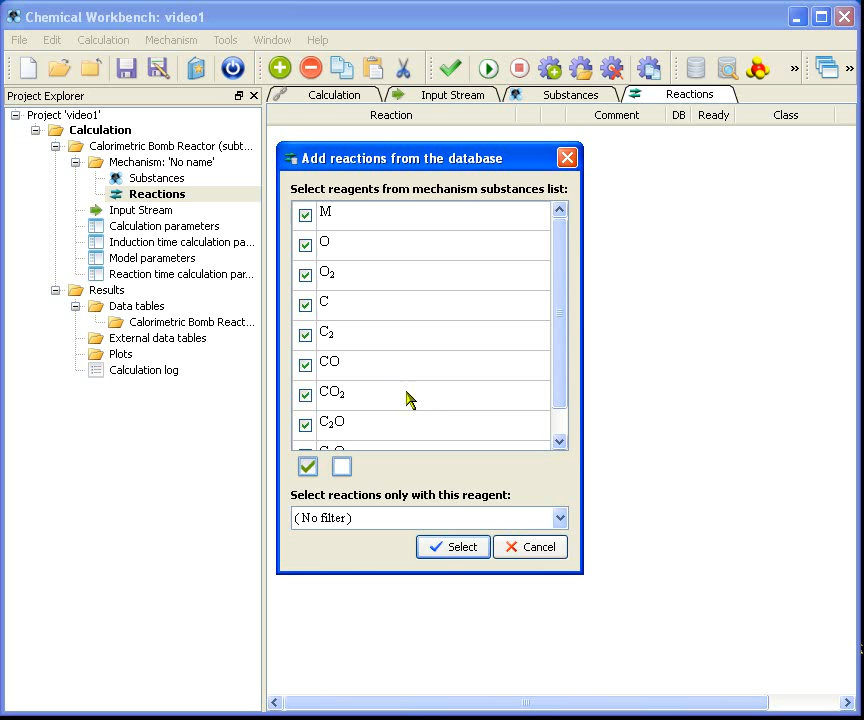 Chemical Workbench: video1
File Edit Calculation Mechanism Tools Window Help
Project Explorer
Calculation Input Stream Substances Reactions
Reaction Comment DB Ready Class
Project 'video1'
Calculation
Calorimetric Bomb Reactor (subt...
Mechanism: 'No name'
Substances
Reactions
Input Stream
Calculation parameters
Induction time calculation pa...
Model parameters
Reaction time calculation par...
Results
Data tables
Calorimetric Bomb React...
External data tables
Plots
Calculation log
Add reactions from the database
Select reagents from mechanism substances list:
M
O
O₂
C
C₂
CO
CO₂
C₂O
Select reactions only with this reagent:
(No filter)
Select Cancel